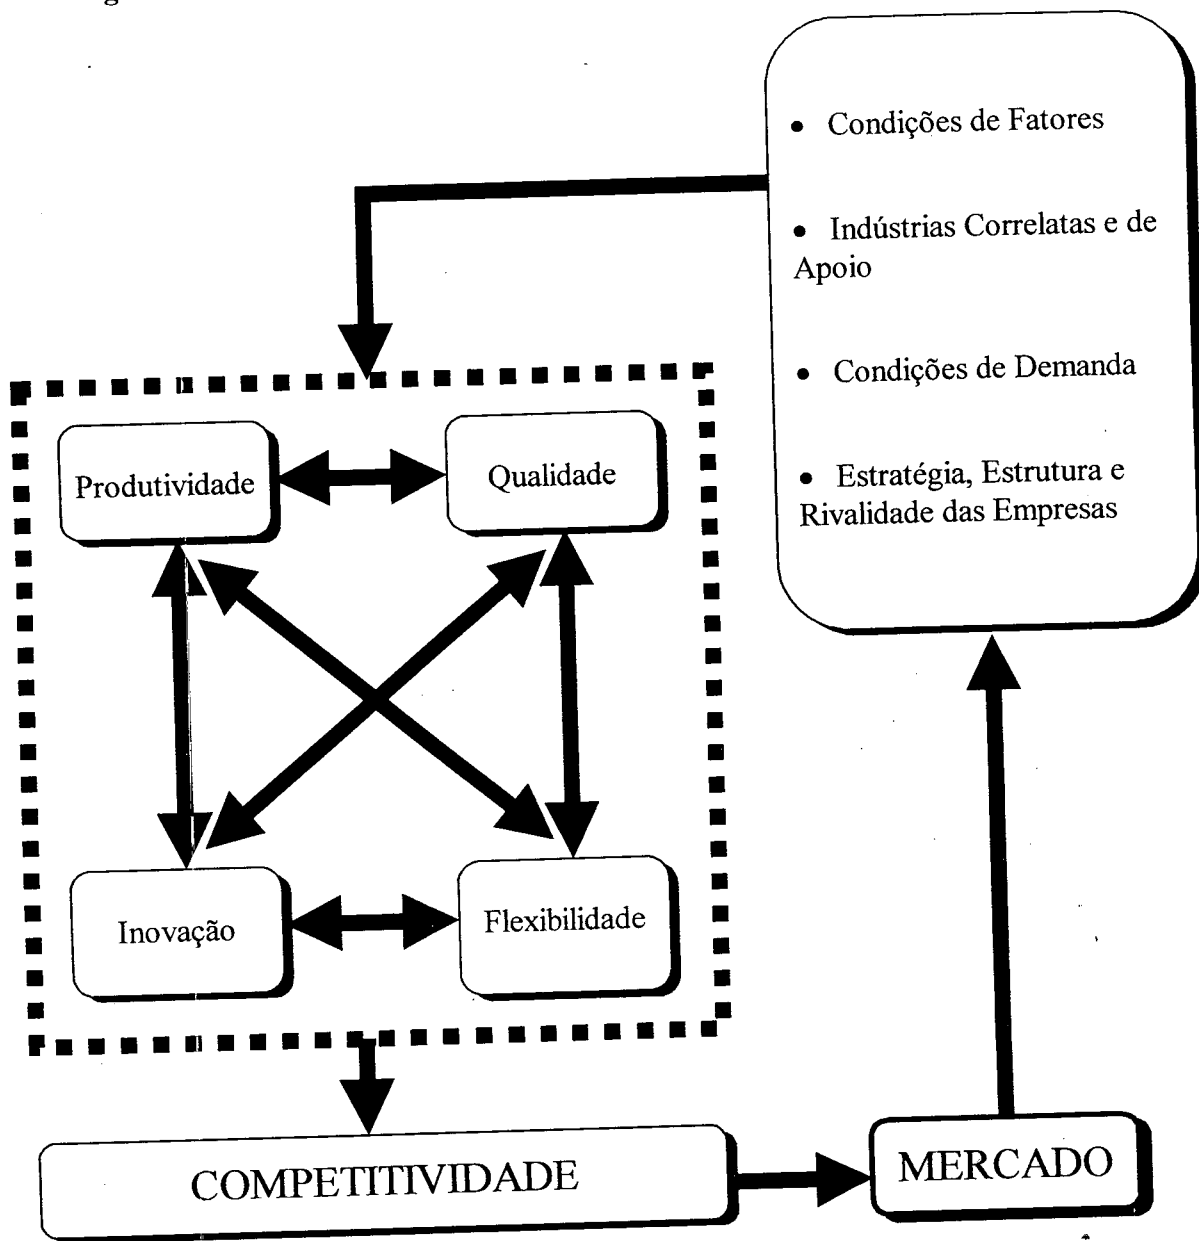 • Condições de Fatores
• Indústrias Correlatas e de
Apoio
• Condições de Demanda
• Estratégia, Estrutura e
Rivalidade das Empresas
Produtividade
Qualidade
Inovação
Flexibilidade
COMPETITIVIDADE
MERCADO